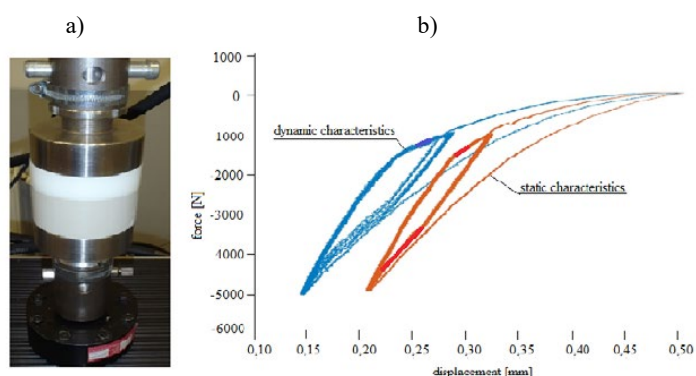 a)
b)
1000
0
1000
-2000
-3000
-4000
-5000
-6000
force [N]
dynamic characteristics
static characteristics
0,10
0,15
0,20
0,25
0,30
0,35
0,40
0,45
0,50
displacement [mm]